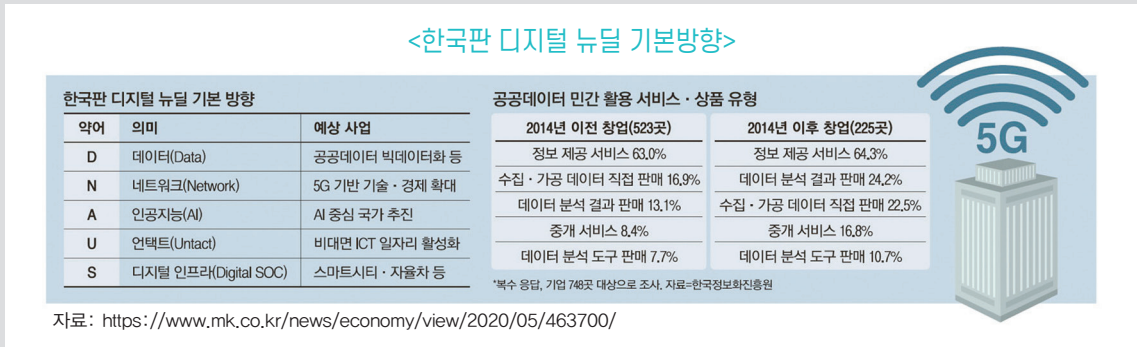 <한국판 디지털 뉴딜 기본방향>
한국판 디지털 뉴딜 기본 방향
약어 의미 예상 사업
D 데이터(Data) 공공데이터 빅데이터화 등
N 네트워크(Network) 5G 기반 기술·경제 확대
A 인공지능(AI) AI 중심 국가 추진
U 언택트(Untact) 비대면 ICT 일자리 활성화
S 디지털 인프라(Digital SOC) 스마트시티·자율차 등
공공데이터 민간 활용 서비스·상품 유형
2014년 이전 창업(523곳) 2014년 이후 창업(225곳)
정보 제공 서비스 63.0% 정보 제공 서비스 64.3%
수집·가공 데이터 직접 판매 16.9% 데이터 분석 결과 판매 24.2%
데이터 분석 결과 판매 13.1% 수집·가공 데이터 직접 판매 22.5%
중개 서비스 8.4% 중개 서비스 16.8%
데이터 분석 도구 판매 7.7% 데이터 분석 도구 판매 10.7%
*복수 응답, 기업 748곳 대상으로 조사. 자료=한국정보화진흥원
5G
자료: https://www.mk.co.kr/news/economy/view/2020/05/463700/